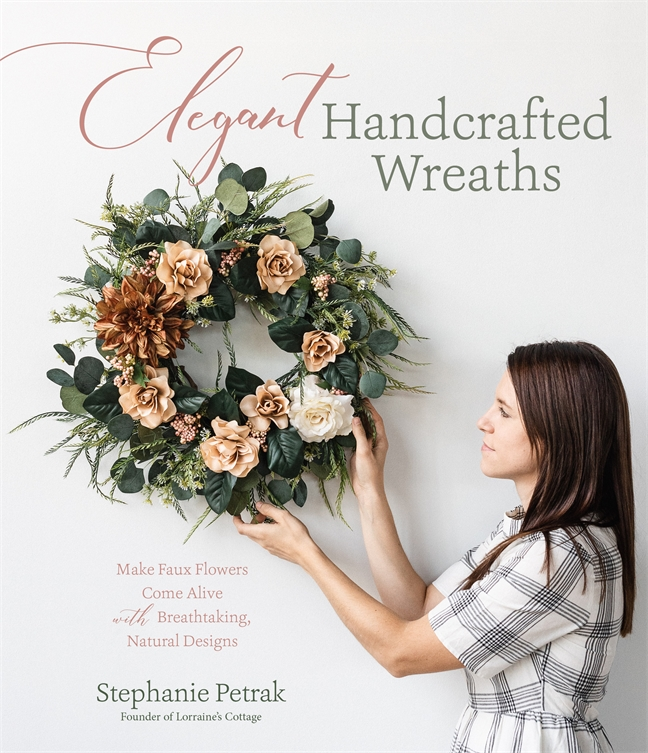 Elegant Handcrafted
Wreaths
Make Faux Flowers
Come Alive
with Breathtaking,
Natural Designs
Stephanie Petrak
Founder of Lorraine's Cottage